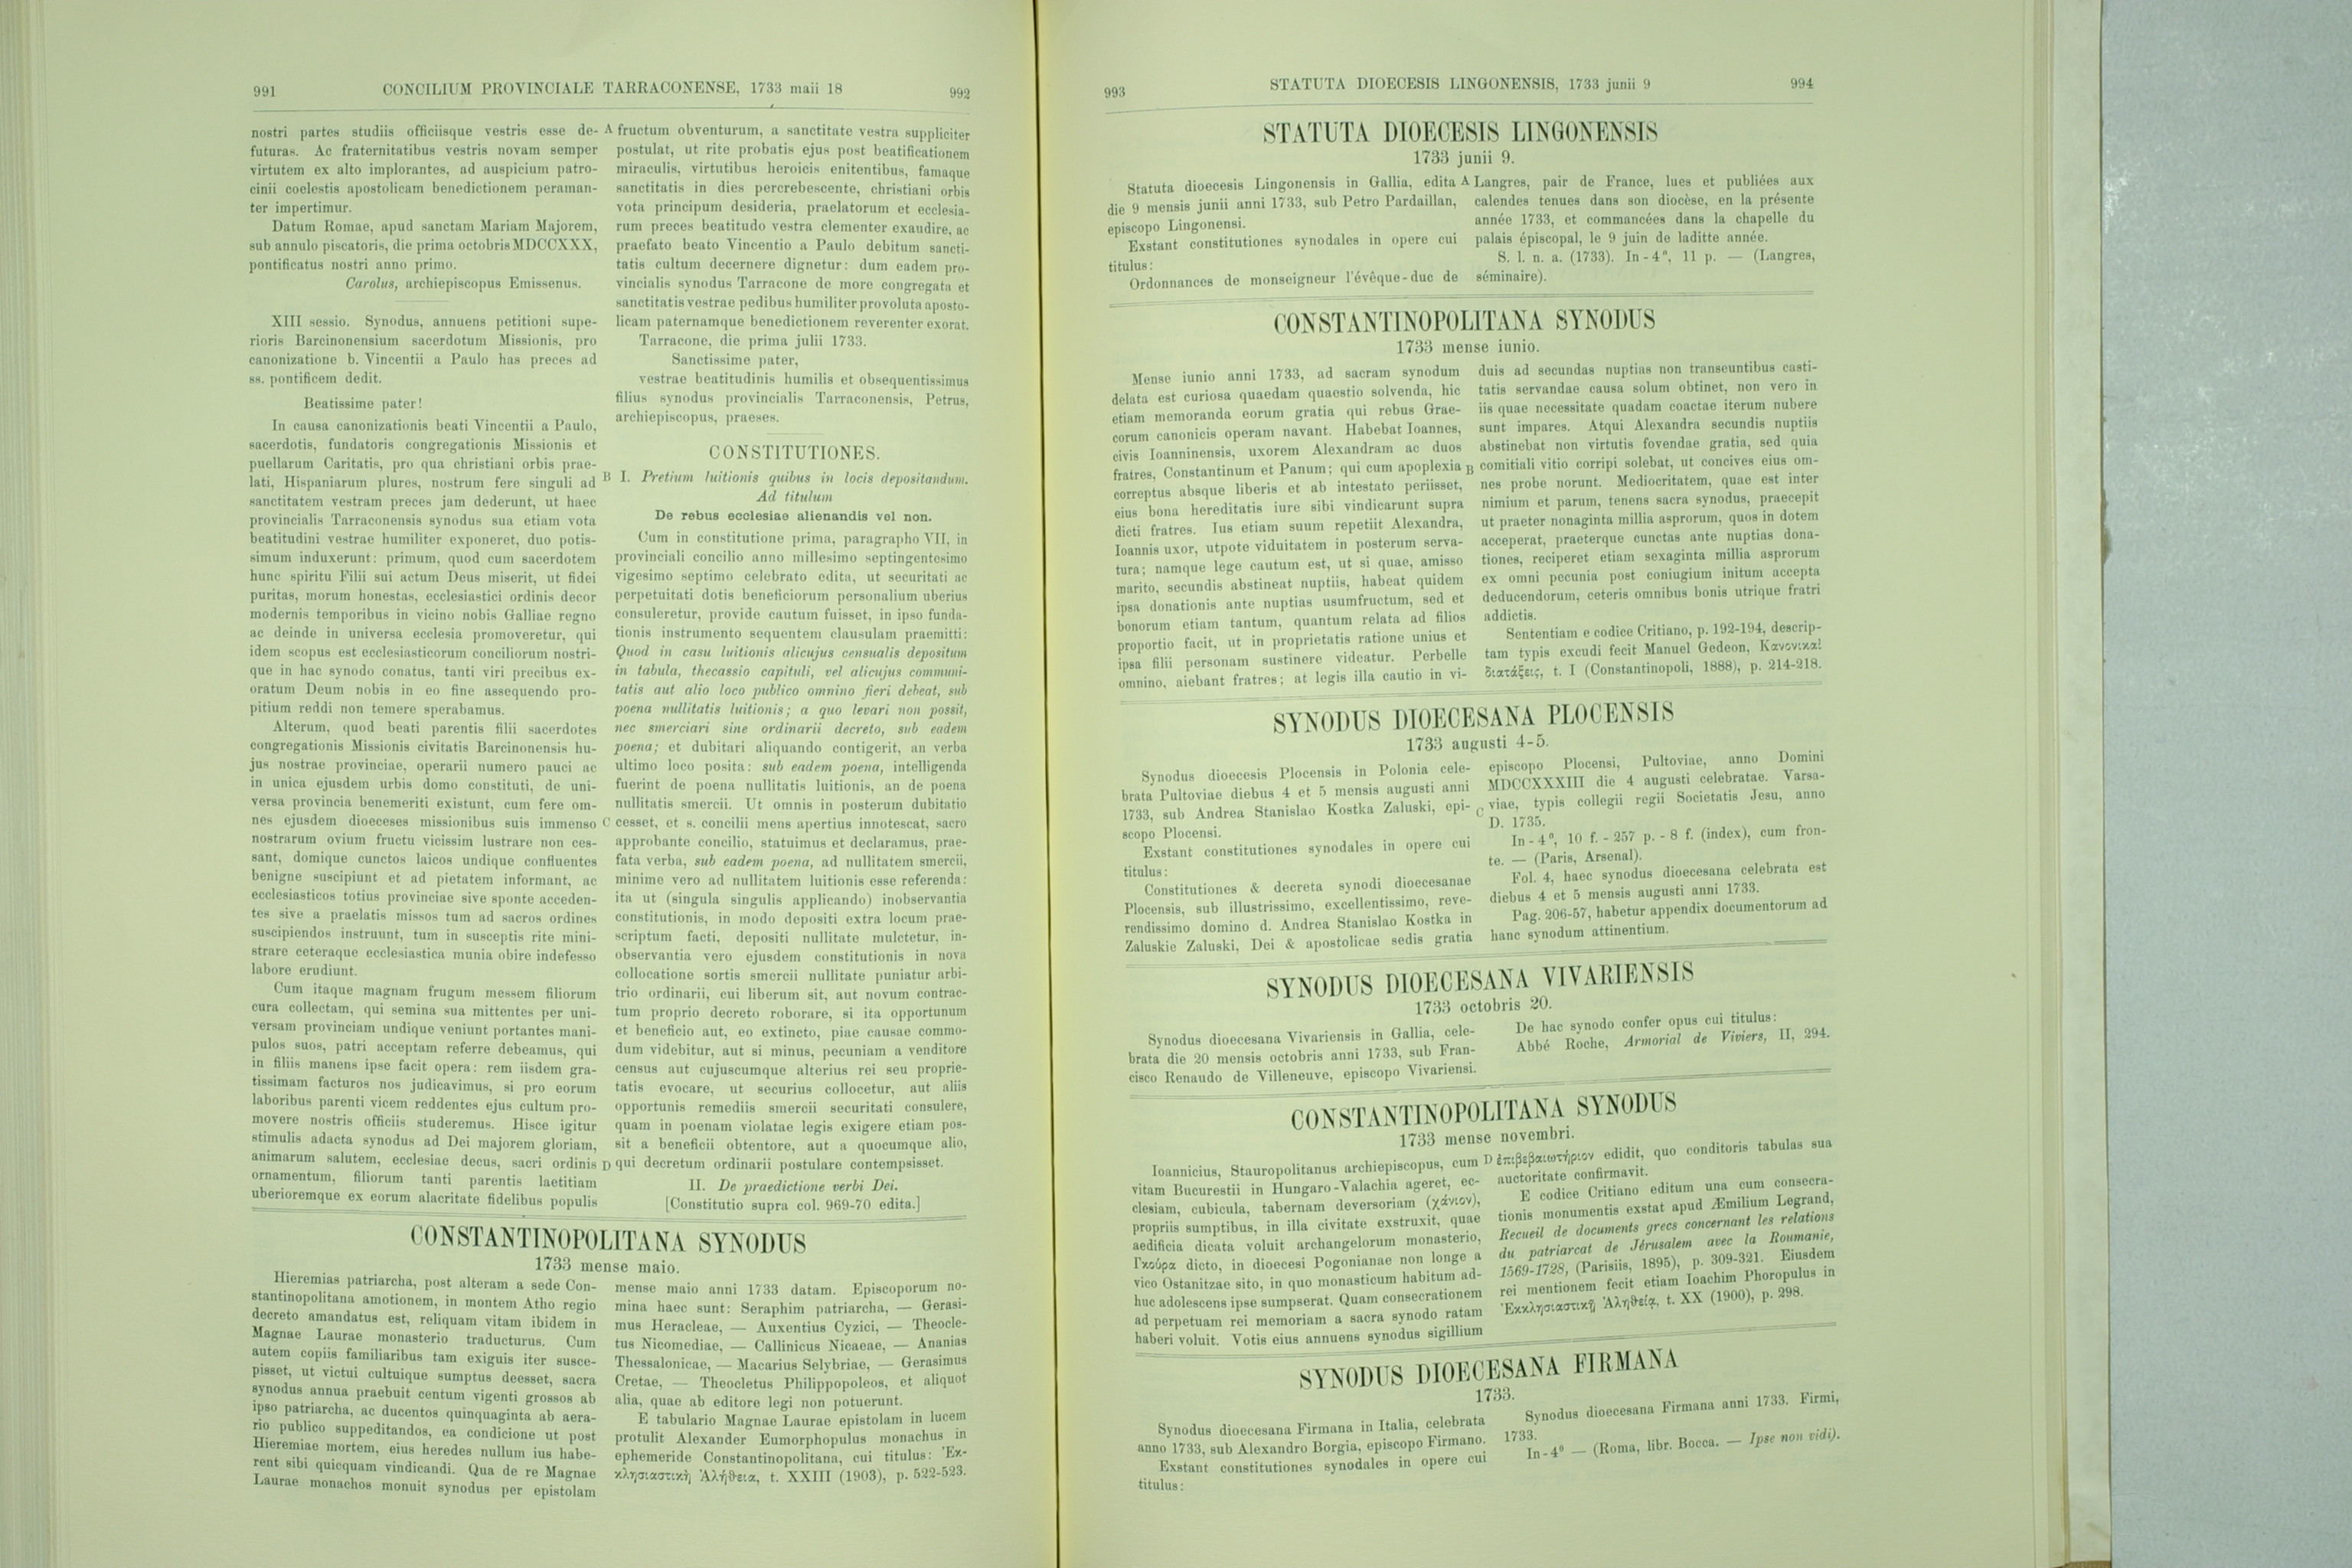 991
CONCILIUM PROVINCIALE TARRACONENSE, 1733 maii 18
992
nostri partes studiis officiisque vestris esse de-
futuras. Ac fraternitatibus vestris novam semper
virtutem ex alto implorantes, ad auspicium patro-
cinii coelestis apostolicam benedictionem peraman-
ter impertimur.
Datum Romae, apud sanctam Mariam Majorem,
sub annulo piscatoris, die prima octobris MDCCXXX,
pontificatus nostri anno primo.
Carolus, archiepiscopus Emissenus.
XIII sessio. Synodus, annuens petitioni supe-
rioris Barcinonensium sacerdotum Missionis, pro
canonizatione b. Vincentii a Paulo has preces ad
ss. pontificem dedit.
Beatissime pater!
In causa canonizationis beati Vincentii a Paulo,
sacerdotis, fundatoris congregationis Missionis et
puellarum Caritatis, pro qua christiani orbis prae-
lati, Hispaniarum plures, nostrum fere singuli ad
sanctitatem vestram preces jam dederunt, ut haec
provincialis Tarraconensis synodus sua etiam vota
beatitudini vestrae humiliter exponeret, duo potis-
simum induxerunt: primum, quod cum sacerdotem
hunc spiritu Filii sui actum Deus miserit, ut fidei
puritas, morum honestas, ecclesiastici ordinis decor
modernis temporibus in vicino nobis Galliae regno
ac deinde in universa ecclesia promoveretur, qui
idem scopus est ecclesiasticorum conciliorum nostri-
que in hac synodo conatus, tanti viri precibus ex-
oratum Deum nobis in eo fine assequendo pro-
pitium reddi non temere sperabamus.
Alterum, quod beati parentis filii sacerdotes
congregationis Missionis civitatis Barcinonensis hu-
jus nostrae provinciae, operarii numero pauci ac
in unica ejusdem urbis domo constituti, de uni-
versa provincia benemeriti existunt, cum fere om-
nes ejusdem dioeceses missionibus suis immenso
nostrarum ovium fructu vicissim lustrare non ces-
sant, domique cunctos laicos undique confluentes
benigne suscipiunt et ad pietatem informant, ac
ecclesiasticos totius provinciae sive sponte acceden-
tes sive a praelatis missos tum ad sacros ordines
suscipiendos instruunt, tum in susceptis rite mini-
strare ceteraque ecclesiastica munia obire indefesso
labore erudiunt.
Cum itaque magnam frugum messem filiorum
cura collectam, qui semina sua mittentes per uni-
versam provinciam undique veniunt portantes mani-
pulos suos, patri acceptam referre debeamus, qui
in filiis manens ipse facit opera: rem iisdem gra-
tissimam facturos nos judicavimus, si pro eorum
laboribus parenti vicem reddentes ejus cultum pro-
movere nostris officiis studeremus. Hisce igitur
stimulis adacta synodus ad Dei majorem gloriam,
animarum salutem, ecclesiae decus, sacri ordinis
ornamentum, filiorum tanti parentis laetitiam
uberioremque ex eorum alacritate fidelibus populis
A fructum obventurum, a sanctitate vestra suppliciter
postulat, ut rite probatis ejus post beatificationem
miraculis, virtutibus heroicis enitentibus, famaque
sanctitatis in dies percrebescente, christiani orbis
vota principum desideria, praelatorum et ecclesia-
rum preces beatitudo vestra clementer exaudire, ac
praefato beato Vincentio a Paulo debitum sancti-
tatis cultum decernere dignetur: dum eadem pro-
vincialis synodus Tarracone de more congregata et
sanctitatis vestrae pedibus humiliter provoluta aposto-
licam paternamque benedictionem reverenter exorat.
Tarracone, die prima julii 1733.
Sanctissime pater,
vestrae beatitudinis humilis et obsequentissimus
filius synodus provincialis Tarraconensis, Petrus,
archiepiscopus, praeses.
CONSTITUTIONES.
B I. Pretium luitionis quibus in locis depositandum.
Ad titulum
De rebus ecclesiae alienandis vel non.
Cum in constitutione prima, paragrapho VII, in
provinciali concilio anno millesimo septingentesimo
vigesimo septimo celebrato edita, ut securitati ac
perpetuitati dotis beneficiorum personalium uberius
consuleretur, provide cautum fuisset, in ipso funda-
tionis instrumento sequentem clausulam praemitti:
Quod in casu luitionis alicujus censualis depositum
in tabula, thecassio capituli, vel alicujus communi-
tatis aut alio loco publico omnino fieri debeat, sub
poena nullitatis luitionis; a quo levari non possit,
nec smerciari sine ordinarii decreto, sub eadem
poena; et dubitari aliquando contigerit, an verba
ultimo loco posita: sub eadem poena, intelligenda
fuerint de poena nullitatis luitionis, an de poena
nullitatis smercii. Ut omnis in posterum dubitatio
C cesset, et s. concilii mens apertius innotescat, sacro
approbante concilio, statuimus et declaramus, prae-
fata verba, sub eadem poena, ad nullitatem smercii,
minime vero ad nullitatem luitionis esse referenda:
ita ut (singula singulis applicando) inobservantia
constitutionis, in modo depositi extra locum prae-
scriptum facti, depositi nullitate mulctetur, in-
observantia vero ejusdem constitutionis in nova
collocatione sortis smercii nullitate puniatur arbi-
trio ordinarii, cui liberum sit, aut novum contrac-
tum proprio decreto roborare, si ita opportunum
et beneficio aut, eo extincto, piae causae commo-
dum videbitur, aut si minus, pecuniam a venditore
census aut cujuscumque alterius rei seu proprie-
tatis evocare, ut securius collocetur, aut aliis
opportunis remediis smercii securitati consulere,
quam in poenam violatae legis exigere etiam pos-
sit a beneficii obtentore, aut a quocumque alio,
D qui decretum ordinarii postulare contempsisset.
II. De praedictione verbi Dei.
[Constitutio supra col. 969-70 edita.]
CONSTANTINOPOLITANA SYNODUS
1733 mense maio.
Hieremias patriarcha, post alteram a sede Con-
stantinopolitana amotionem, in montem Atho regio
decreto amandatus est, reliquam vitam ibidem in
Magnae Laurae monasterio traducturus. Cum
autem copiis familiaribus tam exiguis iter susce-
pisset, ut victui cultuique sumptus deesset, sacra
synodus annua praebuit centum vigenti grossos ab
ipso patriarcha, ac ducentos quinquaginta ab aera-
rio publico suppeditandos, ea condicione ut post
Hieremiae mortem, eius heredes nullum ius habe-
rent sibi quicquam vindicandi. Qua de re Magnae
Laurae monachos monuit synodus per epistolam
mense maio anni 1733 datam. Episcoporum no-
mina haec sunt: Seraphim patriarcha, — Gerasi-
mus Heracleae, — Auxentius Cyzici, — Theocle-
tus Nicomediae, — Callinicus Nicaeae, — Ananias
Thessalonicae, — Macarius Selybriae, — Gerasimus
Cretae, — Theocletus Philippopoleos, et aliquot
alia, quae ab editore legi non potuerunt.
E tabulario Magnae Laurae epistolam in lucem
protulit Alexander Eumorphopulus monachus in
ephemeride Constantinopolitana, cui titulus: Ἐκ-
κλησιαστικὴ Ἀλήθεια, t. XXIII (1903), p. 522-523.
993
STATUTA DIOECESIS LINGONENSIS, 1733 junii 9
994
STATUTA DIOECESIS LINGONENSIS
1733 junii 9.
Statuta dioecesis Lingonensis in Gallia, edita
die 9 mensis junii anni 1733, sub Petro Pardaillan,
episcopo Lingonensi.
Exstant constitutiones synodales in opere cui
titulus:
Ordonnances de monseigneur l'évêque-duc de
A Langres, pair de France, lues et publiées aux
calendes tenues dans son diocèse, en la présente
année 1733, et commancées dans la chapelle du
palais épiscopal, le 9 juin de laditte année.
S. l. n. a. (1733). In-4°, 11 p. — (Langres,
séminaire).
CONSTANTINOPOLITANA SYNODUS
1733 mense iunio.
Mense iunio anni 1733, ad sacram synodum
delata est curiosa quaedam quaestio solvenda, hic
etiam memoranda eorum gratia qui rebus Grae-
corum canonicis operam navant. Habebat Ioannes,
civis Ioanninensis, uxorem Alexandram ac duos
fratres, Constantinum et Panum; qui cum apoplexia
correptus absque liberis et ab intestato periisset,
eius bona hereditatis iure sibi vindicarunt supra
dicti fratres. Ius etiam suum repetiit Alexandra,
Ioannis uxor, utpote viduitatem in posterum serva-
tura; namque lege cautum est, ut si quae, amisso
marito, secundis abstineat nuptiis, habeat quidem
ipsa donationis ante nuptias usumfructum, sed et
bonorum etiam tantum, quantum relata ad filios
proportio facit, ut in proprietatis ratione unius et
ipsa filii personam sustinere videatur. Perbelle
omnino, aiebant fratres; at legis illa cautio in vi-
duis ad secundas nuptias non transeuntibus casti-
tatis servandae causa solum obtinet, non vero in
iis quae necessitate quadam coactae iterum nubere
sunt impares. Atqui Alexandra secundis nuptiis
abstinebat non virtutis fovendae gratia, sed quia
B comitiali vitio corripi solebat, ut concives eius om-
nes probe norunt. Mediocritatem, quae est inter
nimium et parum, tenens sacra synodus, praecepit
ut praeter nonaginta millia asprorum, quos in dotem
acceperat, praeterque cunctas ante nuptias dona-
tiones, reciperet etiam sexaginta millia asprorum
ex omni pecunia post coniugium initum accepta
deducendorum, ceteris omnibus bonis utrique fratri
addictis.
Sententiam e codice Critiano, p. 192-194, descrip-
tam typis excudi fecit Manuel Gedeon, Κανονικαὶ
διατάξεις, t. I (Constantinopoli, 1888), p. 214-218.
SYNODUS DIOECESANA PLOCENSIS
1733 augusti 4-5.
Synodus dioecesis Plocensis in Polonia cele-
brata Pultoviae diebus 4 et 5 mensis augusti anni
1733, sub Andrea Stanislao Kostka Zaluski, epi-
scopo Plocensi.
Exstant constitutiones synodales in opere cui
titulus:
Constitutiones & decreta synodi dioecesanae
Plocensis, sub illustrissimo, excellentissimo, reve-
rendissimo domino d. Andrea Stanislao Kostka in
Zaluskie Zaluski, Dei & apostolicae sedis gratia
episcopo Plocensi, Pultoviae, anno Domini
MDCCXXXIII die 4 augusti celebratae. Varsa-
C viae, typis collegii regii Societatis Jesu, anno
D. 1735.
In-4°, 10 f. - 257 p. - 8 f. (index), cum fron-
te. — (Paris, Arsenal).
Fol. 4, haec synodus dioecesana celebrata est
diebus 4 et 5 mensis augusti anni 1733.
Pag. 206-57, habetur appendix documentorum ad
hanc synodum attinentium.
SYNODUS DIOECESANA VIVARIENSIS
1733 octobris 20.
Synodus dioecesana Vivariensis in Gallia, cele-
brata die 20 mensis octobris anni 1733, sub Fran-
cisco Renaudo de Villeneuve, episcopo Vivariensi.
De hac synodo confer opus cui titulus:
Abbé Roche, Armorial de Viviers, II, 294.
CONSTANTINOPOLITANA SYNODUS
1733 mense novembri.
Ioannicius, Stauropolitanus archiepiscopus, cum
vitam Bucurestii in Hungaro-Valachia ageret, ec-
clesiam, cubicula, tabernam deversoriam (χάνιον),
propriis sumptibus, in illa civitate exstruxit, quae
aedificia dicata voluit archangelorum monasterio,
Γκούρα dicto, in dioecesi Pogonianae non longe a
vico Ostanitzae sito, in quo monasticum habitum ad-
huc adolescens ipse sumpserat. Quam consecrationem
ad perpetuam rei memoriam a sacra synodo ratam
haberi voluit. Votis eius annuens synodus sigillium
D ἐπιβεβαιωτήριον edidit, quo conditoris tabulas sua
auctoritate confirmavit.
E codice Critiano editum una cum consecra-
tionis monumentis exstat apud Æmilium Legrand,
Recueil de documents grecs concernant les relations
du patriarcat de Jérusalem avec la Roumanie,
1569-1728, (Parisiis, 1895), p. 309-321. Eiusdem
rei mentionem fecit etiam Ioachim Phoropulus in
Ἐκκλησιαστικῇ Ἀληθείᾳ, t. XX (1900), p. 298.
SYNODUS DIOECESANA FIRMANA
1733.
Synodus dioecesana Firmana in Italia, celebrata
anno 1733, sub Alexandro Borgia, episcopo Firmano.
Exstant constitutiones synodales in opere cui
titulus:
Synodus dioecesana Firmana anni 1733. Firmi,
1733.
In-4° — (Roma, libr. Bocca. — Ipse non vidi).